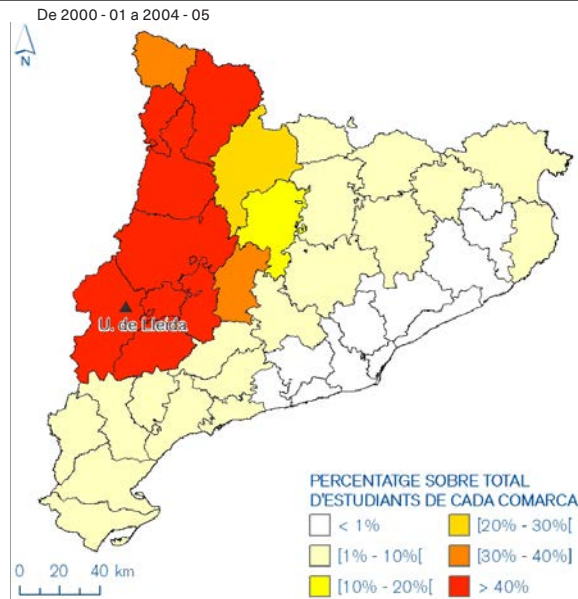 De 2000 - 01 a 2004 - 05
N
U. de Lleida
PERCENTATGE SOBRE TOTAL
D'ESTUDIANTS DE CADA COMARCA
< 1%
[20% - 30%[
[1% - 10%[
[30% - 40%]
[10% - 20%[
> 40%
0 20 40 km